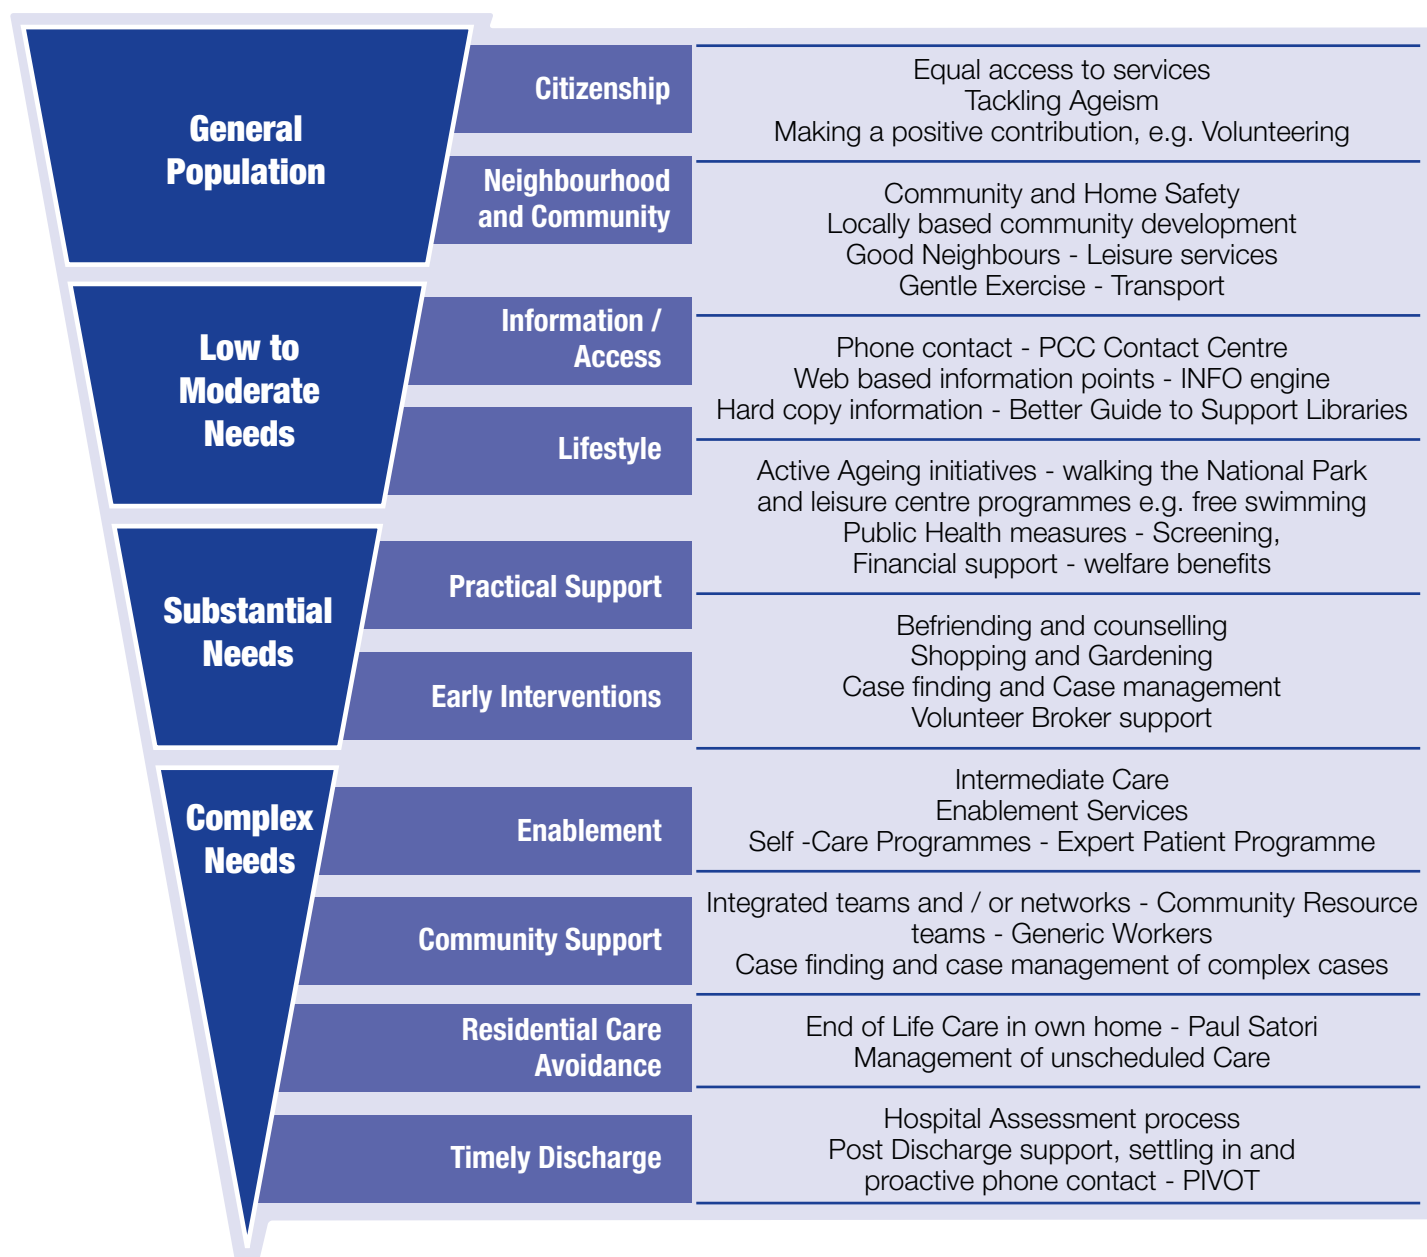 General
Population
Citizenship
Equal access to services
Tackling Ageism
Making a positive contribution, e.g. Volunteering
Neighbourhood
and Community
Community and Home Safety
Locally based community development
Good Neighbours - Leisure services
Gentle Exercise - Transport
Low to
Moderate
Needs
Information /
Access
Phone contact - PCC Contact Centre
Web based information points - INFO engine
Hard copy information - Better Guide to Support Libraries
Lifestyle
Active Ageing initiatives - walking the National Park
and leisure centre programmes e.g. free swimming
Public Health measures - Screening,
Financial support - welfare benefits
Substantial
Needs
Practical Support
Befriending and counselling
Shopping and Gardening
Case finding and Case management
Volunteer Broker support
Early Interventions
Complex
Needs
Enablement
Intermediate Care
Enablement Services
Self -Care Programmes - Expert Patient Programme
Community Support
Integrated teams and / or networks - Community Resource
teams - Generic Workers
Case finding and case management of complex cases
Residential Care
Avoidance
End of Life Care in own home - Paul Satori
Management of unscheduled Care
Timely Discharge
Hospital Assessment process
Post Discharge support, settling in and
proactive phone contact - PIVOT